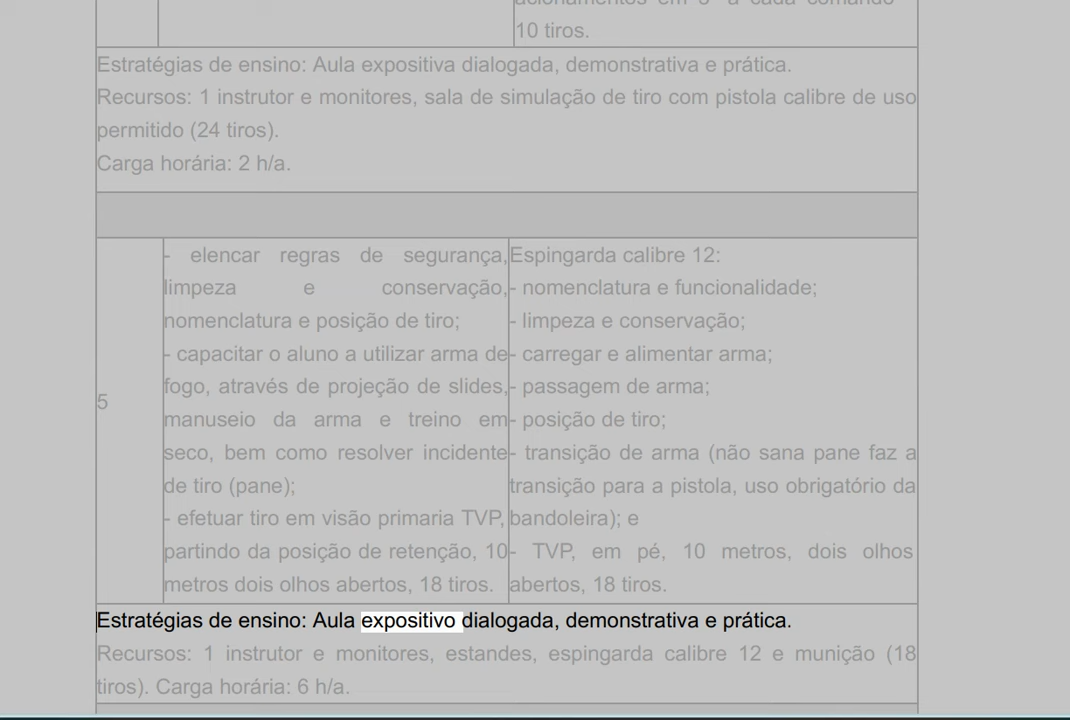 10 tiros.
Estratégias de ensino: Aula expositiva dialogada, demonstrativa e prática.
Recursos: 1 instrutor e monitores, sala de simulação de tiro com pistola calibre de uso
permitido (24 tiros).
Carga horária: 2 h/a.
5
- elencar regras de segurança,
limpeza e conservação,
nomenclatura e posição de tiro;
- capacitar o aluno a utilizar arma de
fogo, através de projeção de slides,
manuseio da arma e treino em
seco, bem como resolver incidente
de tiro (pane);
- efetuar tiro em visão primaria TVP,
partindo da posição de retenção, 10
metros dois olhos abertos, 18 tiros.
Espingarda calibre 12:
- nomenclatura e funcionalidade;
- limpeza e conservação;
- carregar e alimentar arma;
- passagem de arma;
- posição de tiro;
- transição de arma (não sana pane faz a
transição para a pistola, uso obrigatório da
bandoleira); e
- TVP, em pé, 10 metros, dois olhos
abertos, 18 tiros.
Estratégias de ensino: Aula expositivo dialogada, demonstrativa e prática.
Recursos: 1 instrutor e monitores, estandes, espingarda calibre 12 e munição (18
tiros). Carga horária: 6 h/a.